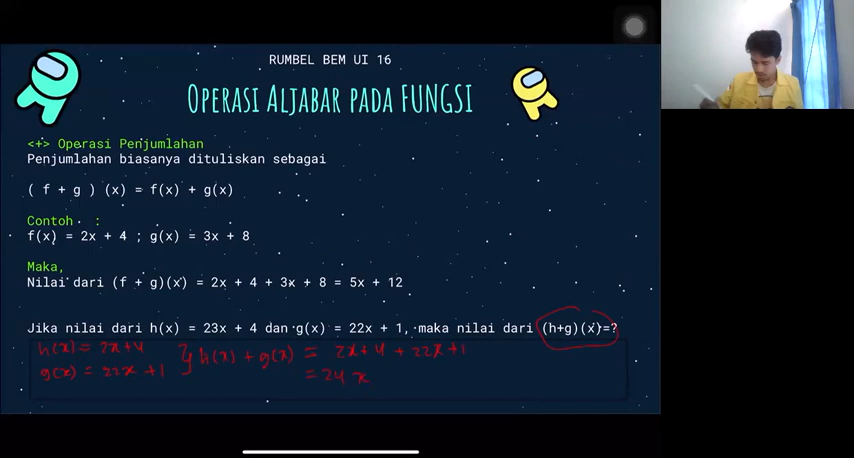 RUMBEL BEM UI 16
OPERASI ALJABAR PADA FUNGSI
<+> Operasi Penjumlahan
Penjumlahan biasanya dituliskan sebagai
( f + g ) (x) = f(x) + g(x)
Contoh :
f(x) = 2x + 4 ; g(x) = 3x + 8
Maka,
Nilai dari (f + g)(x) = 2x + 4 + 3x + 8 = 5x + 12
Jika nilai dari h(x) = 23x + 4 dan g(x) = 22x + 1, maka nilai dari (h+g)(x)=?
h(x) = 2x+4 } h(x) + g(x) = 2x+4 + 22x+1
g(x) = 22x +1 = 24 x